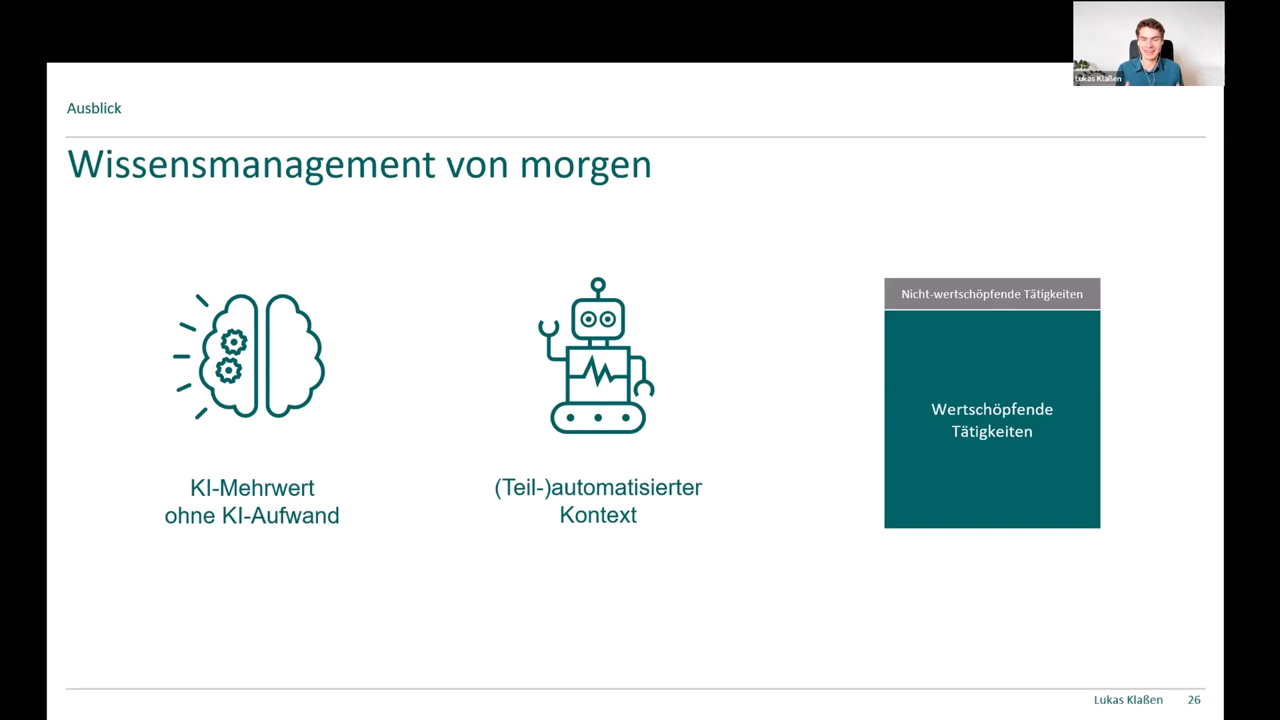 Lukas Klaßen
Ausblick
Wissensmanagement von morgen
KI-Mehrwert
ohne KI-Aufwand
(Teil-)automatisierter
Kontext
Nicht-wertschöpfende Tätigkeiten
Wertschöpfende
Tätigkeiten
Lukas Klaßen 26